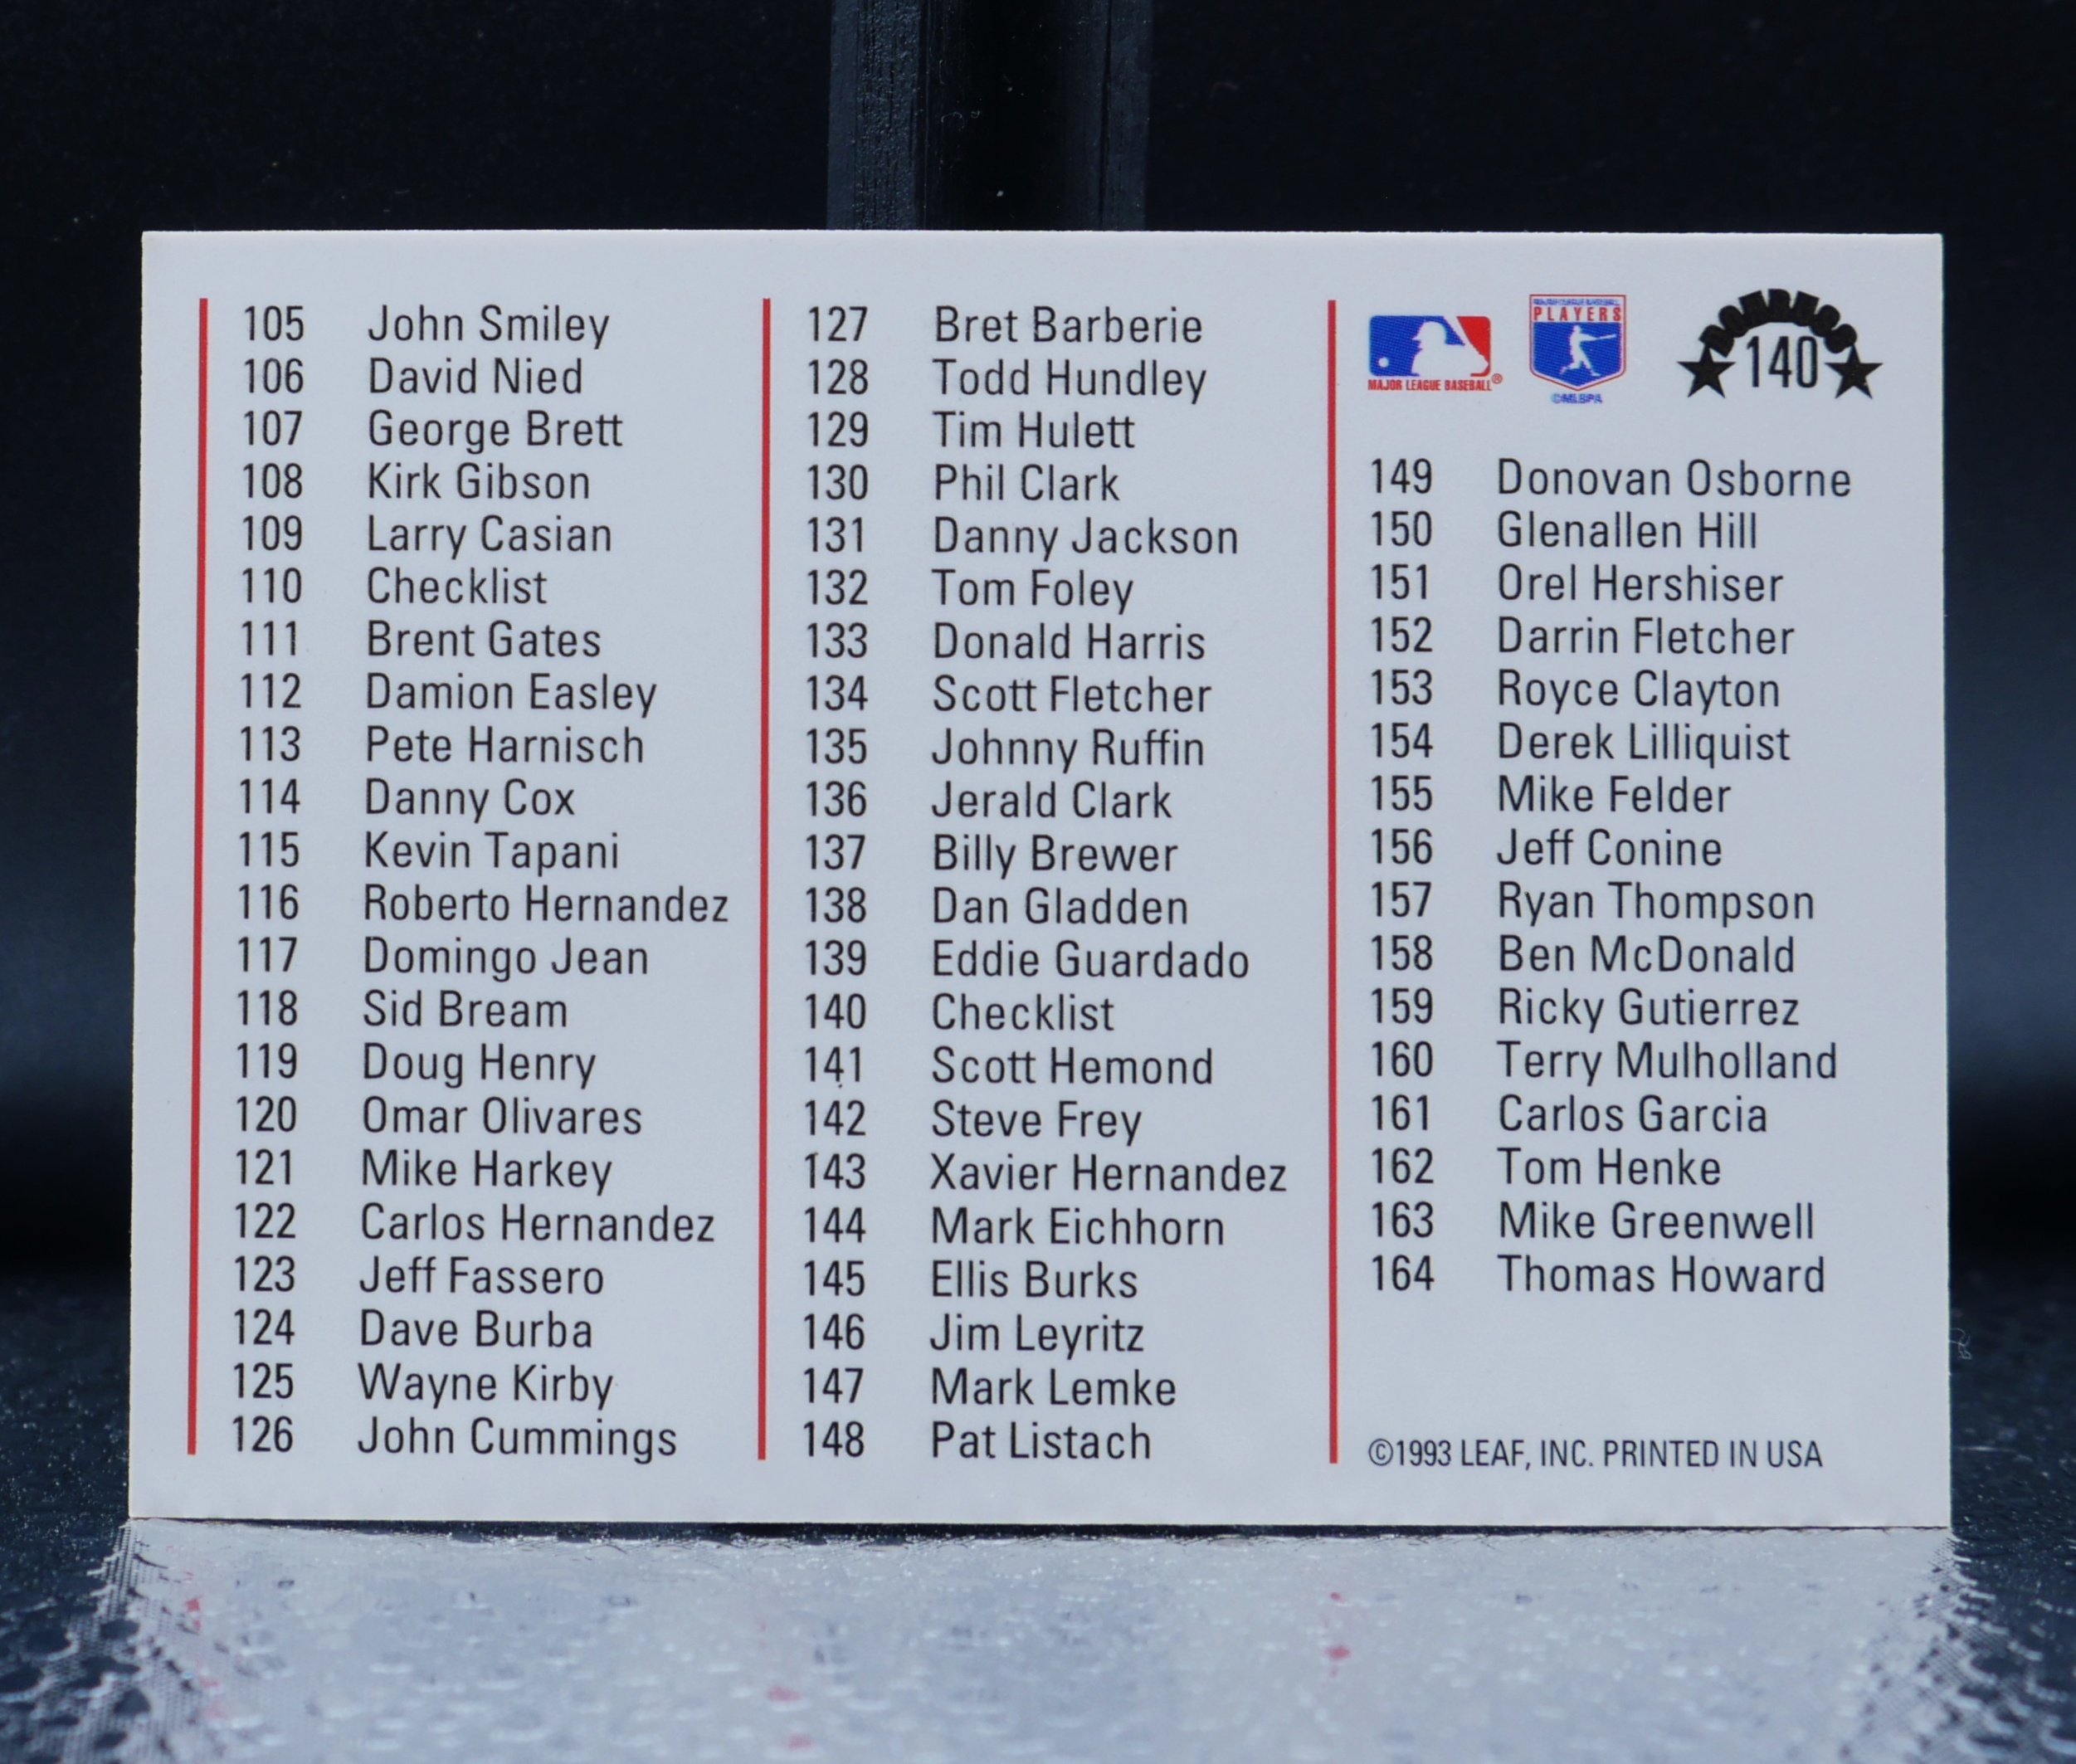 105 John Smiley
106 David Nied
107 George Brett
108 Kirk Gibson
109 Larry Casian
110 Checklist
111 Brent Gates
112 Damion Easley
113 Pete Harnisch
114 Danny Cox
115 Kevin Tapani
116 Roberto Hernandez
117 Domingo Jean
118 Sid Bream
119 Doug Henry
120 Omar Olivares
121 Mike Harkey
122 Carlos Hernandez
123 Jeff Fassero
124 Dave Burba
125 Wayne Kirby
126 John Cummings
127 Bret Barberie
128 Todd Hundley
129 Tim Hulett
130 Phil Clark
131 Danny Jackson
132 Tom Foley
133 Donald Harris
134 Scott Fletcher
135 Johnny Ruffin
136 Jerald Clark
137 Billy Brewer
138 Dan Gladden
139 Eddie Guardado
140 Checklist
141 Scott Hemond
142 Steve Frey
143 Xavier Hernandez
144 Mark Eichhorn
145 Ellis Burks
146 Jim Leyritz
147 Mark Lemke
148 Pat Listach
MAJOR LEAGUE BASEBALL®
MAJOR LEAGUE BASEBALL
PLAYERS
©MLBPA
DONRUSS
140
149 Donovan Osborne
150 Glenallen Hill
151 Orel Hershiser
152 Darrin Fletcher
153 Royce Clayton
154 Derek Lilliquist
155 Mike Felder
156 Jeff Conine
157 Ryan Thompson
158 Ben McDonald
159 Ricky Gutierrez
160 Terry Mulholland
161 Carlos Garcia
162 Tom Henke
163 Mike Greenwell
164 Thomas Howard
©1993 LEAF, INC. PRINTED IN USA